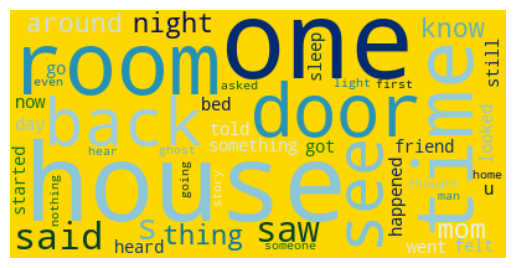 around night one know
room sleep still
go even asked light first
now bed
day back door time looked
told something got friend
started hear ghost
house see thought
nothing going story happened man home u
said s thing saw mom
heard someone went felt